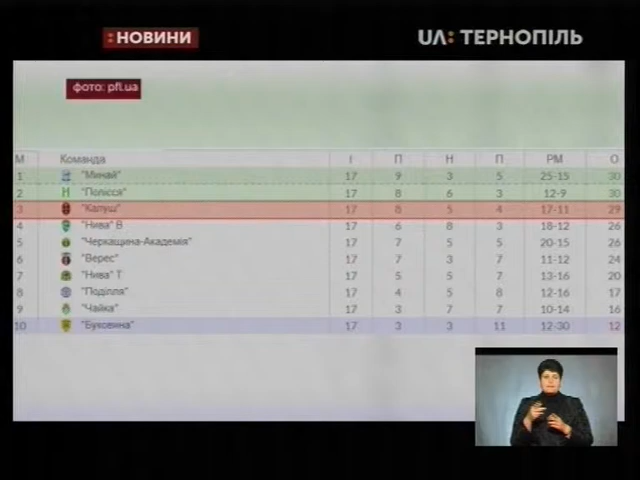 :НОВИНИ
UA: ТЕРНОПІЛЬ
фото: pfl.ua
М Команда І П Н П РМ О
1 "Минай" 17 9 3 5 25-15 30
2 "Полісся" 17 8 6 3 12-9 30
3 "Калуш" 17 8 5 4 17-11 29
4 "Нива" В 17 6 8 3 18-12 26
5 "Черкащина-Академія" 17 7 5 5 20-15 26
6 "Верес" 17 7 3 7 11-12 24
7 "Нива" Т 17 5 5 7 13-16 20
8 "Поділля" 17 4 5 8 12-16 17
9 "Чайка" 17 3 7 7 10-14 16
10 "Буковина" 17 3 3 11 12-30 12